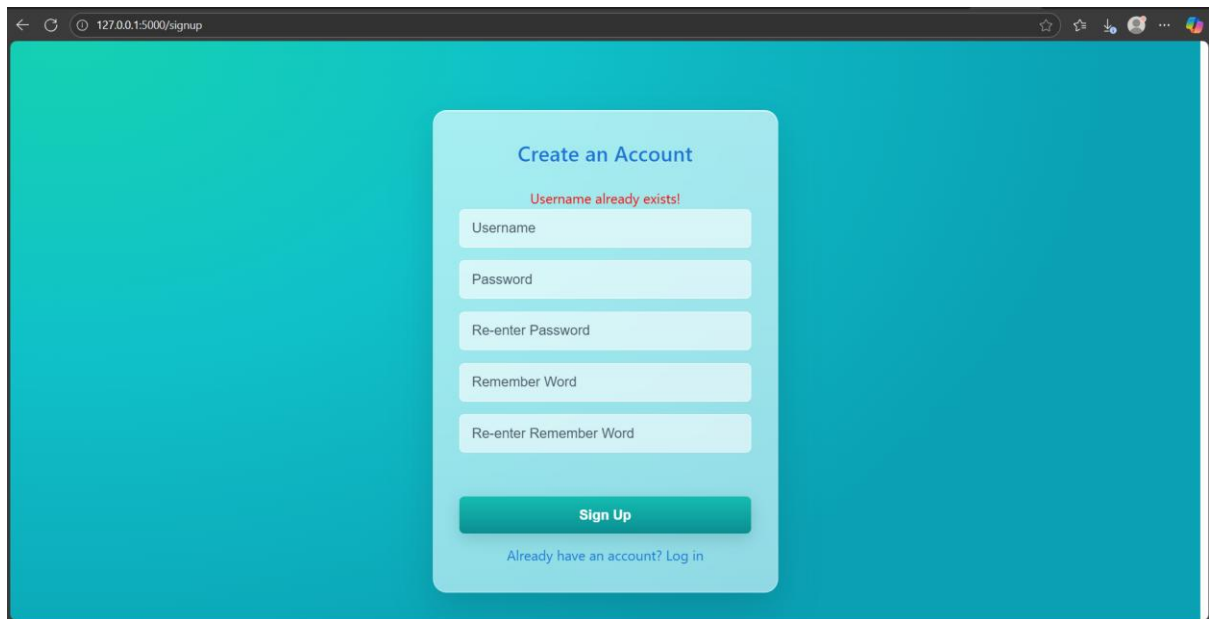 127.0.0.1:5000/signup
Create an Account
Username already exists!
Username
Password
Re-enter Password
Remember Word
Re-enter Remember Word
Sign Up
Already have an account? Log in